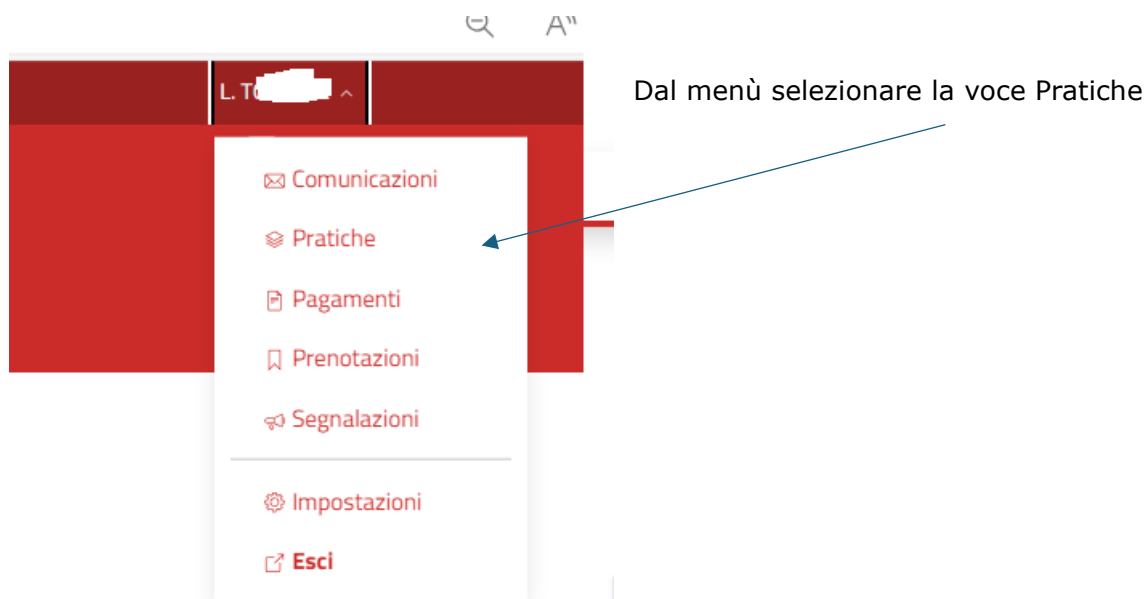 L. T
Dal menù selezionare la voce Pratiche
Comunicazioni
Pratiche
Pagamenti
Prenotazioni
Segnalazioni
Impostazioni
Esci